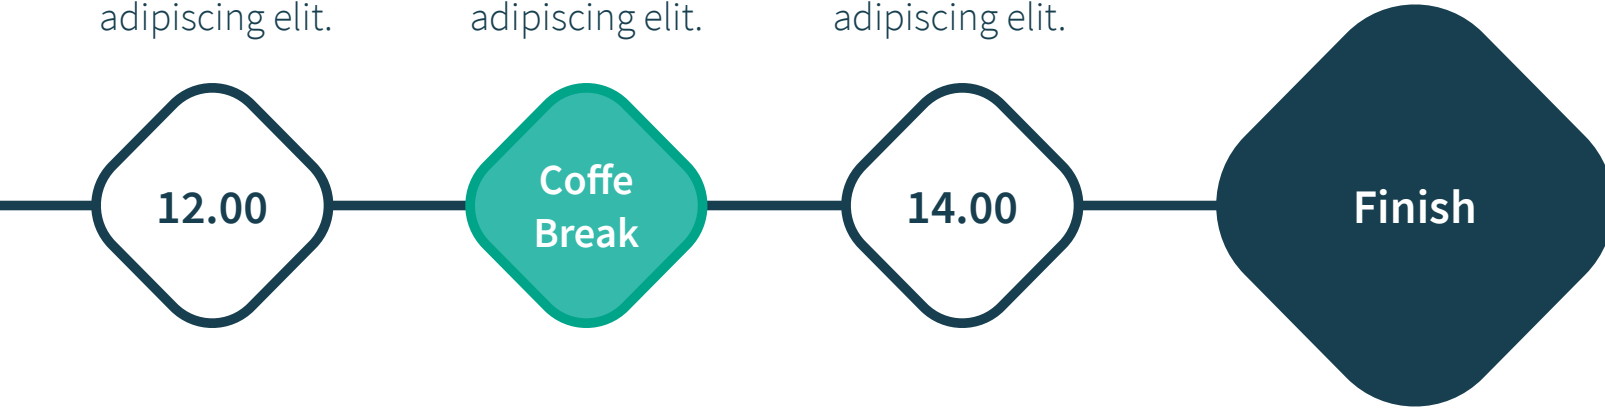 adipiscing elit.
adipiscing elit.
adipiscing elit.
12.00
Coffe
Break
14.00
Finish